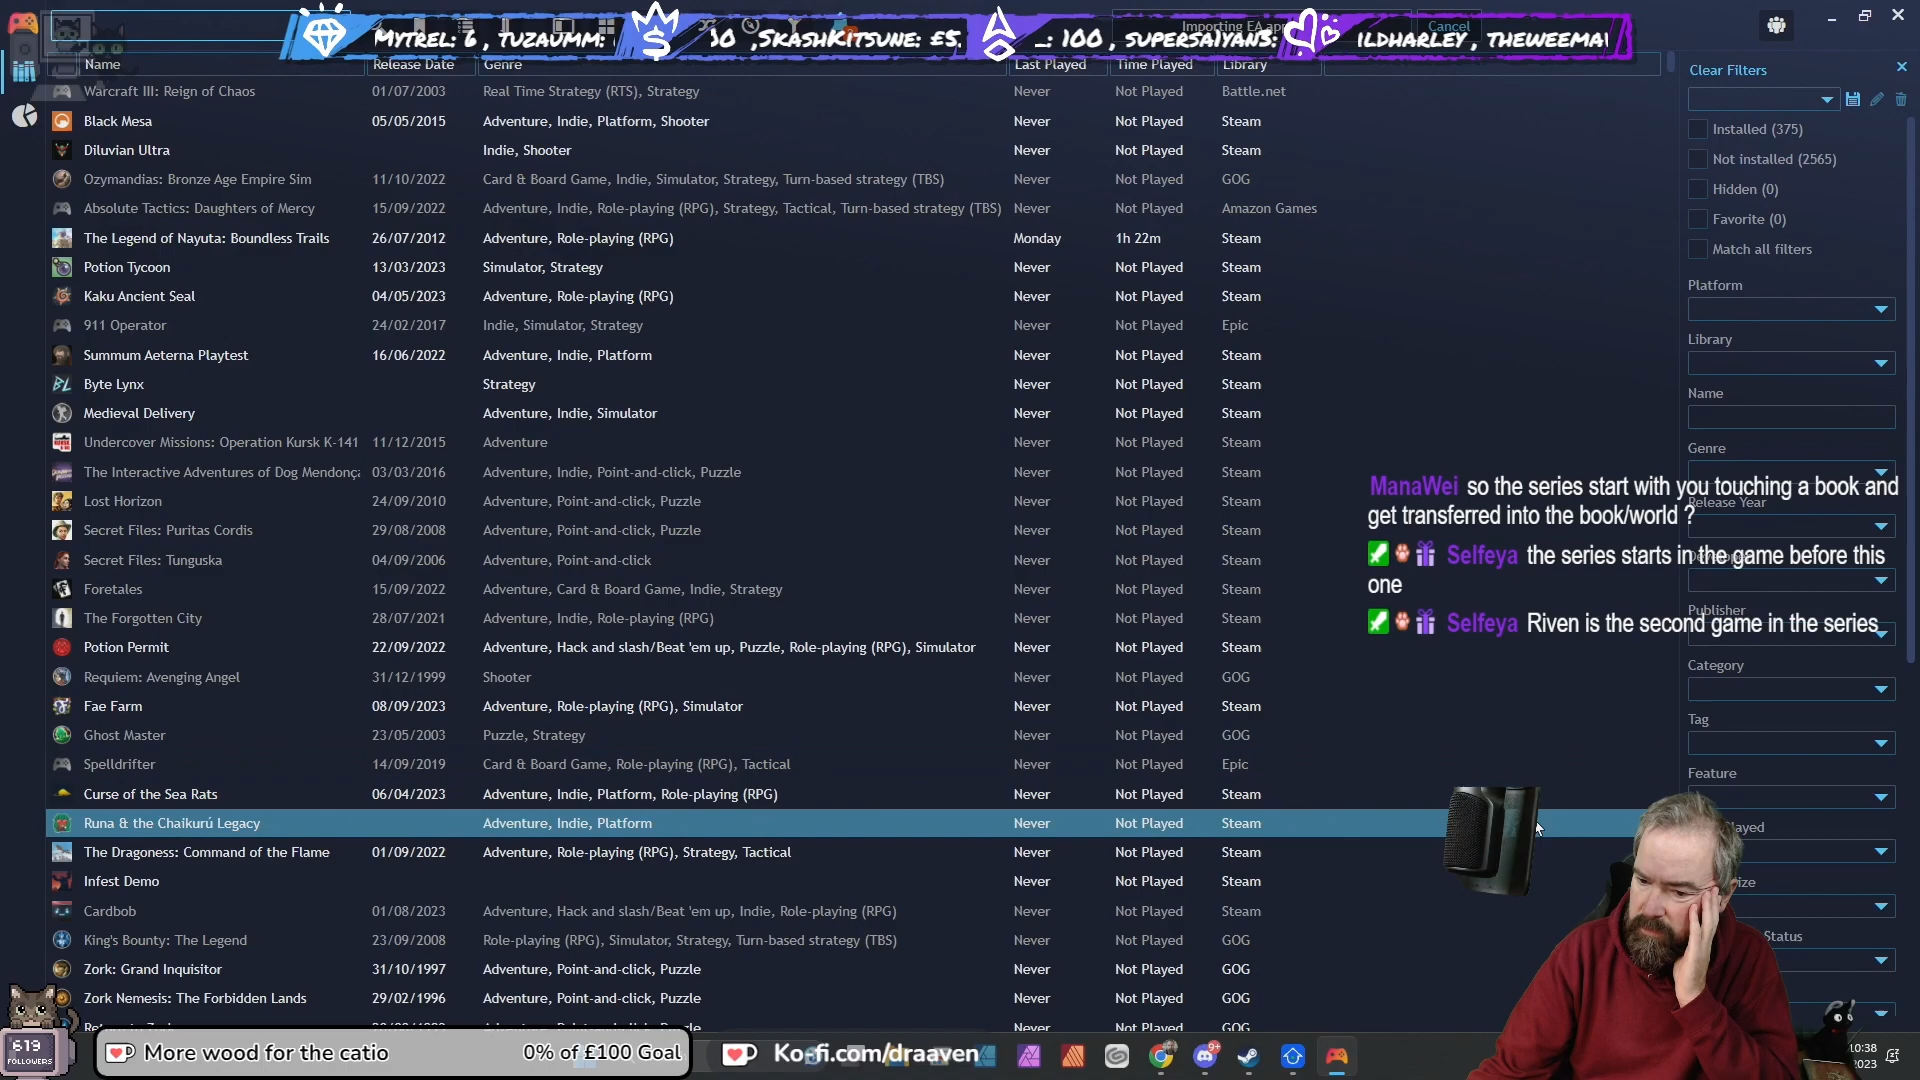 MYTREL: 6 , TUZAUMM:
30 ,SKASHKITSUNE: £5.
: 100 , SUPERSAIYAN3:
ILDHARLEY , THEWEEMA
Importing EA app
Cancel
Name Release Date Genre Last Played Time Played Library
Warcraft III: Reign of Chaos 01/07/2003 Real Time Strategy (RTS), Strategy Never Not Played Battle.net
Black Mesa 05/05/2015 Adventure, Indie, Platform, Shooter Never Not Played Steam
Diluvian Ultra Indie, Shooter Never Not Played Steam
Ozymandias: Bronze Age Empire Sim 11/10/2022 Card & Board Game, Indie, Simulator, Strategy, Turn-based strategy (TBS) Never Not Played GOG
Absolute Tactics: Daughters of Mercy 15/09/2022 Adventure, Indie, Role-playing (RPG), Strategy, Tactical, Turn-based strategy (TBS) Never Not Played Amazon Games
The Legend of Nayuta: Boundless Trails 26/07/2012 Adventure, Role-playing (RPG) Monday 1h 22m Steam
Potion Tycoon 13/03/2023 Simulator, Strategy Never Not Played Steam
Kaku Ancient Seal 04/05/2023 Adventure, Role-playing (RPG) Never Not Played Steam
911 Operator 24/02/2017 Indie, Simulator, Strategy Never Not Played Epic
Summum Aeterna Playtest 16/06/2022 Adventure, Indie, Platform Never Not Played Steam
Byte Lynx Strategy Never Not Played Steam
Medieval Delivery Adventure, Indie, Simulator Never Not Played Steam
Undercover Missions: Operation Kursk K-141 11/12/2015 Adventure Never Not Played Steam
The Interactive Adventures of Dog Mendonça 03/03/2016 Adventure, Indie, Point-and-click, Puzzle Never Not Played Steam
Lost Horizon 24/09/2010 Adventure, Point-and-click, Puzzle Never Not Played Steam
Secret Files: Puritas Cordis 29/08/2008 Adventure, Point-and-click, Puzzle Never Not Played Steam
Secret Files: Tunguska 04/09/2006 Adventure, Point-and-click Never Not Played Steam
Foretales 15/09/2022 Adventure, Card & Board Game, Indie, Strategy Never Not Played Steam
The Forgotten City 28/07/2021 Adventure, Indie, Role-playing (RPG) Never Not Played Steam
Potion Permit 22/09/2022 Adventure, Hack and slash/Beat 'em up, Puzzle, Role-playing (RPG), Simulator Never Not Played Steam
Requiem: Avenging Angel 31/12/1999 Shooter Never Not Played GOG
Fae Farm 08/09/2023 Adventure, Role-playing (RPG), Simulator Never Not Played Steam
Ghost Master 23/05/2003 Puzzle, Strategy Never Not Played GOG
Spelldrifter 14/09/2019 Card & Board Game, Role-playing (RPG), Tactical Never Not Played Epic
Curse of the Sea Rats 06/04/2023 Adventure, Indie, Platform, Role-playing (RPG) Never Not Played Steam
Runa & the Chaikurú Legacy Adventure, Indie, Platform Never Not Played Steam
The Dragoness: Command of the Flame 01/09/2022 Adventure, Role-playing (RPG), Strategy, Tactical Never Not Played Steam
Infest Demo Never Not Played Steam
Cardbob 01/08/2023 Adventure, Hack and slash/Beat 'em up, Indie, Role-playing (RPG) Never Not Played Steam
King's Bounty: The Legend 23/09/2008 Role-playing (RPG), Simulator, Strategy, Turn-based strategy (TBS) Never Not Played GOG
Zork: Grand Inquisitor 31/10/1997 Adventure, Point-and-click, Puzzle Never Not Played GOG
Zork Nemesis: The Forbidden Lands 29/02/1996 Adventure, Point-and-click, Puzzle Never Not Played GOG
Never Not Played GOG
Clear Filters
Installed (375)
Not installed (2565)
Hidden (0)
Favorite (0)
Match all filters
Platform
Library
Name
Genre
Release Year
Publisher
Category
Tag
Feature
Status
ManaWei so the series start with you touching a book and
get transferred into the book/world ?
Selfeya the series starts in the game before this
one
Selfeya Riven is the second game in the series
619
FOLLOWERS
More wood for the catio 0% of £100 Goal
Ko-fi.com/draaven
9+
10:38
2023